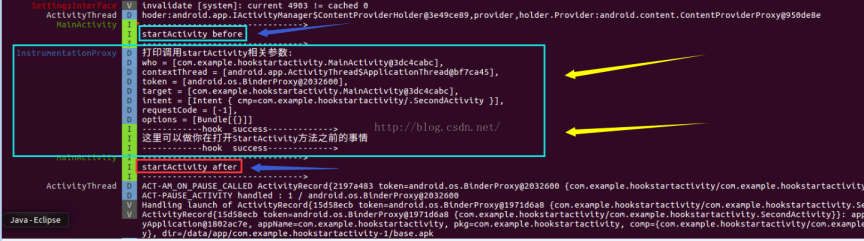 SettingsInterface V invalidate [system]: current 4903 != cached 0
ActivityThread D hoder:android.app.IActivityManager$ContentProviderHolder@3e49ce89,provider,holder.Provider:android.content.ContentProviderProxy@950de8e
MainActivity I ---------------------------->
I startActivity before
I ---------------------------->
InstrumentationProxy D 打印调用startActivity相关参数:
D who = [com.example.hookstartactivity.MainActivity@3dc4cabc],
D contextThread = [android.app.ActivityThread$ApplicationThread@bf7ca45],
D token = [android.os.BinderProxy@2032600],
D target = [com.example.hookstartactivity.MainActivity@3dc4cabc],
D intent = [Intent { cmp=com.example.hookstartactivity/.SecondActivity }],
D requestCode = [-1],
D options = [Bundle[{}]]
I ------------hook success------------->
I 这里可以做你在打开startActivity方法之前的事情
I ------------hook success------------->
http://blog.csdn.net/
MainActivity I ---------------------------->
I startActivity after
I ---------------------------->
ActivityThread D ACT-AM_ON_PAUSE_CALLED ActivityRecord{2197a483 token=android.os.BinderProxy@2032600 {com.example.hookstartactivity/com.example.hookstartactivity
D ACT-PAUSE_ACTIVITY handled : 1 / android.os.BinderProxy@2032600
V Handling launch of ActivityRecord{15d58ecb token=android.os.BinderProxy@1971d6a8 {com.example.hookstartactivity/com.example.hookstartactivity.Se
V ActivityRecord{15d58ecb token=android.os.BinderProxy@1971d6a8 {com.example.hookstartactivity/com.example.hookstartactivity.SecondActivity}}: app
yApplication@1802ac7e, appName=com.example.hookstartactivity, pkg=com.example.hookstartactivity, comp={com.example.hookstartactivity/com.examp
y}, dir=/data/app/com.example.hookstartactivity-1/base.apk
Java - Eclipse